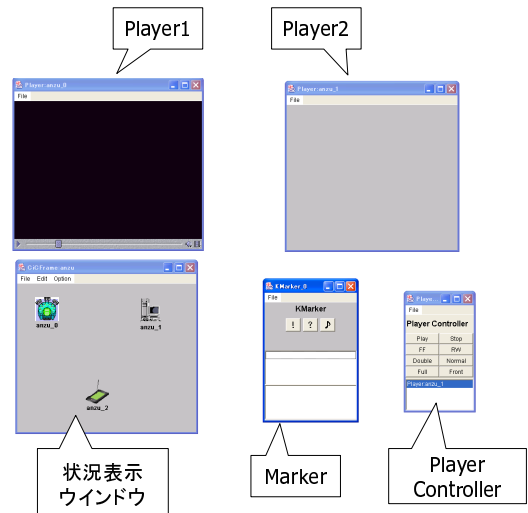 Player1
Player2
Player:anzu_0
File
Player:anzu_1
File
GIGFrame:anzu
File Edit Option
anzu_0
anzu_1
anzu_2
KMarker_0
File
KMarker
! ? ♪
Playe...
File
Player Controller
Play Stop
FF RW
Double Normal
Full Front
Player:anzu_1
状況表示
ウインドウ
Marker
Player
Controller